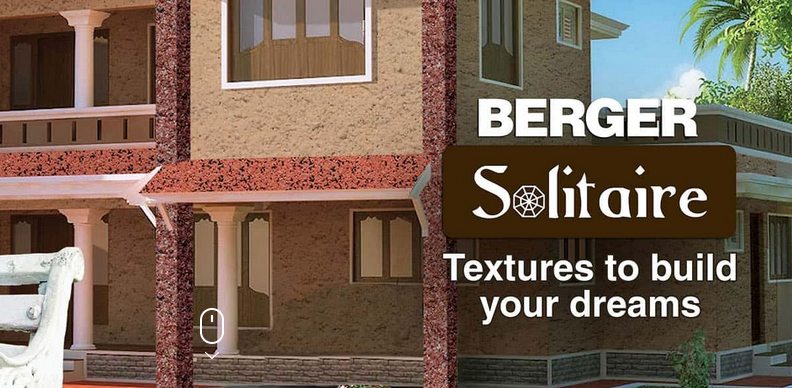 BERGER
Solitaire
Textures to build
your dreams